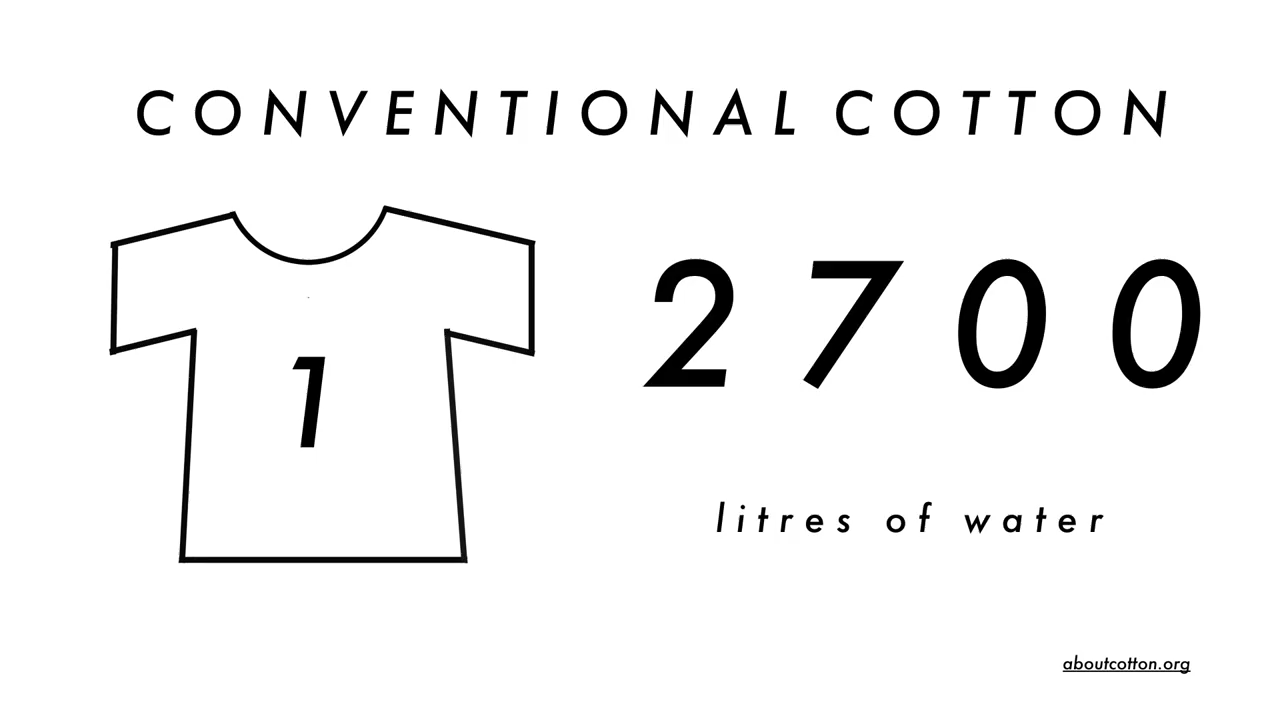 CONVENTIONAL COTTON
1
2700
litres of water
aboutcotton.org